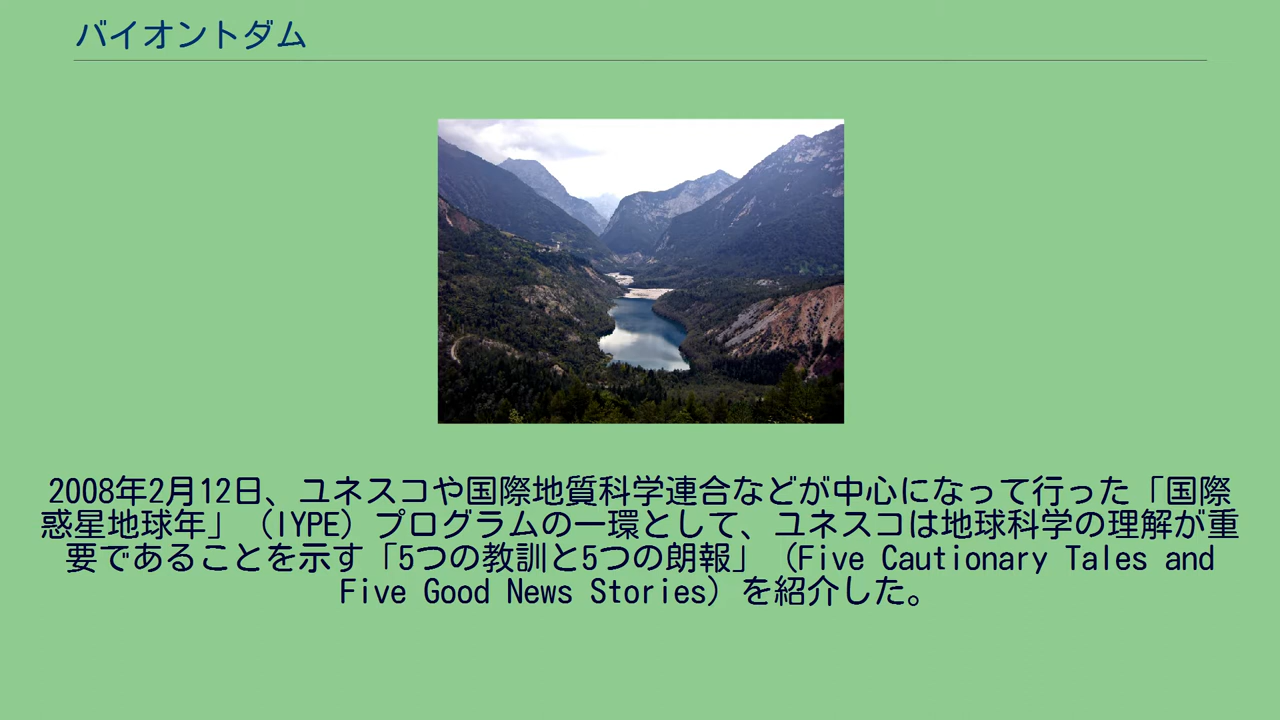 バイオントダム
2008年2月12日、ユネスコや国際地質科学連合などが中心になって行った「国際
惑星地球年」（IYPE）プログラムの一環として、ユネスコは地球科学の理解が重
要であることを示す「5つの教訓と5つの朗報」（Five Cautionary Tales and
Five Good News Stories）を紹介した。